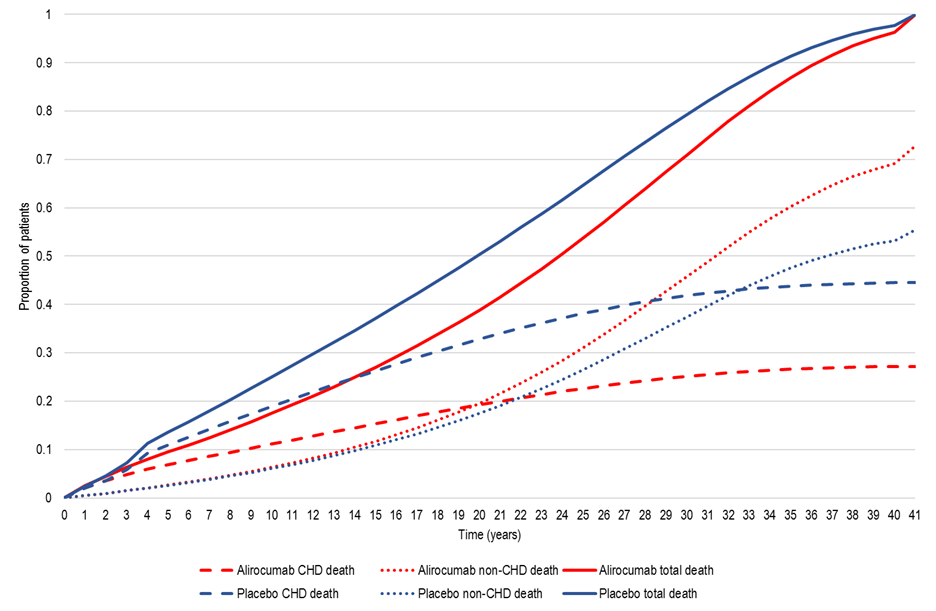 1
0.9
0.8
0.7
0.6
0.5
0.4
0.3
0.2
0.1
0
Proportion of patients
0 1 2 3 4 5 6 7 8 9 10 11 12 13 14 15 16 17 18 19 20 21 22 23 24 25 26 27 28 29 30 31 32 33 34 35 36 37 38 39 40 41
Time (years)
Alirocumab CHD death Alirocumab non-CHD death Alirocumab total death
Placebo CHD death Placebo non-CHD death Placebo total death